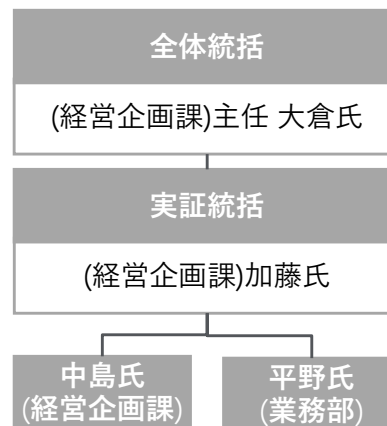 全体統括
(経営企画課)主任 大倉氏
実証統括
(経営企画課)加藤氏
中島氏
(経営企画課)
平野氏
(業務部)